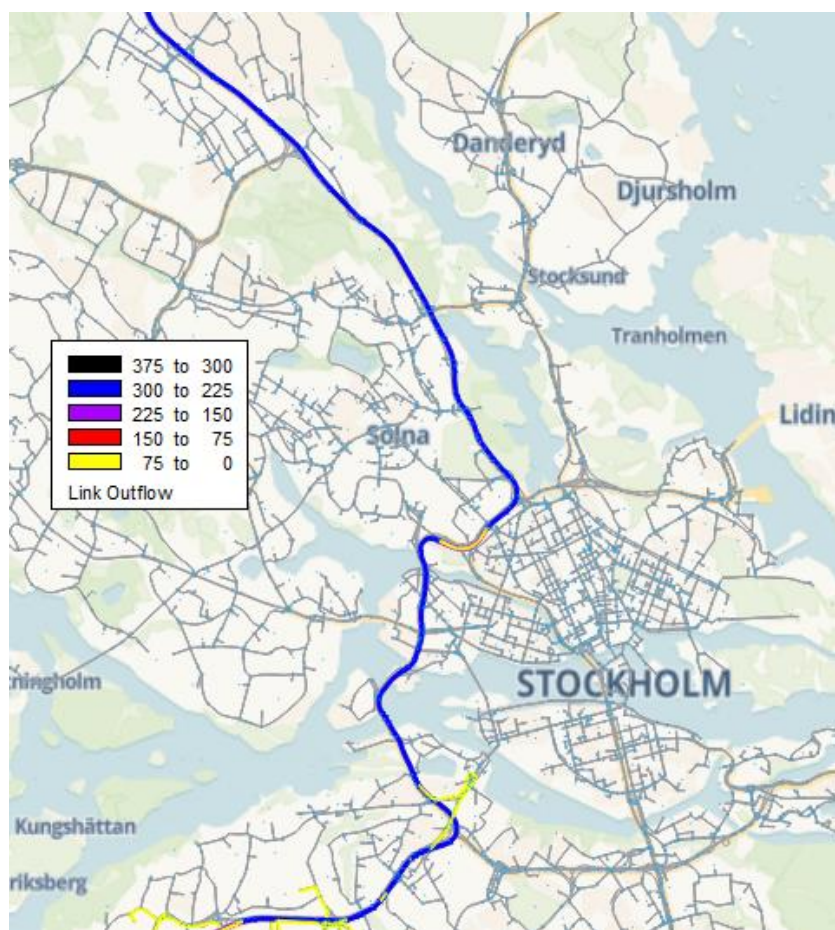 Danderyd
Djursholm
Stocksund
Tranholmen
375 to 300
300 to 225
225 to 150
150 to 75
75 to 0
Link Outflow
Solna
Lidin
STOCKHOLM
ningholm
Kungshättan
riksberg